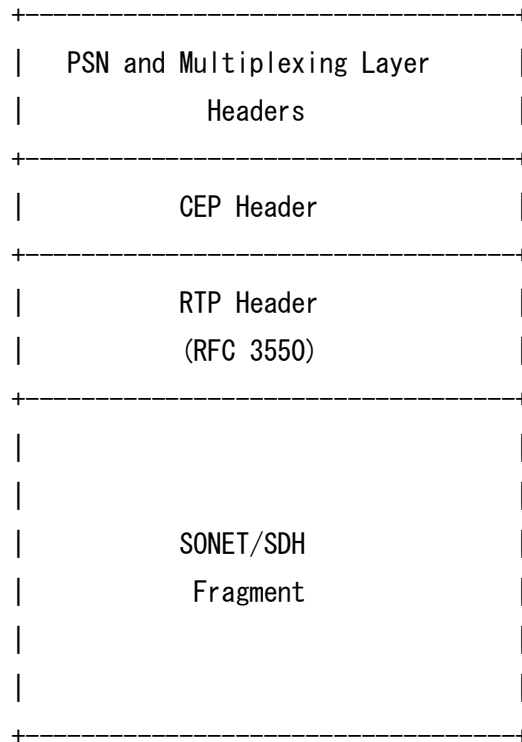 PSN and Multiplexing Layer
Headers
CEP Header
RTP Header
(RFC 3550)
SONET/SDH
Fragment